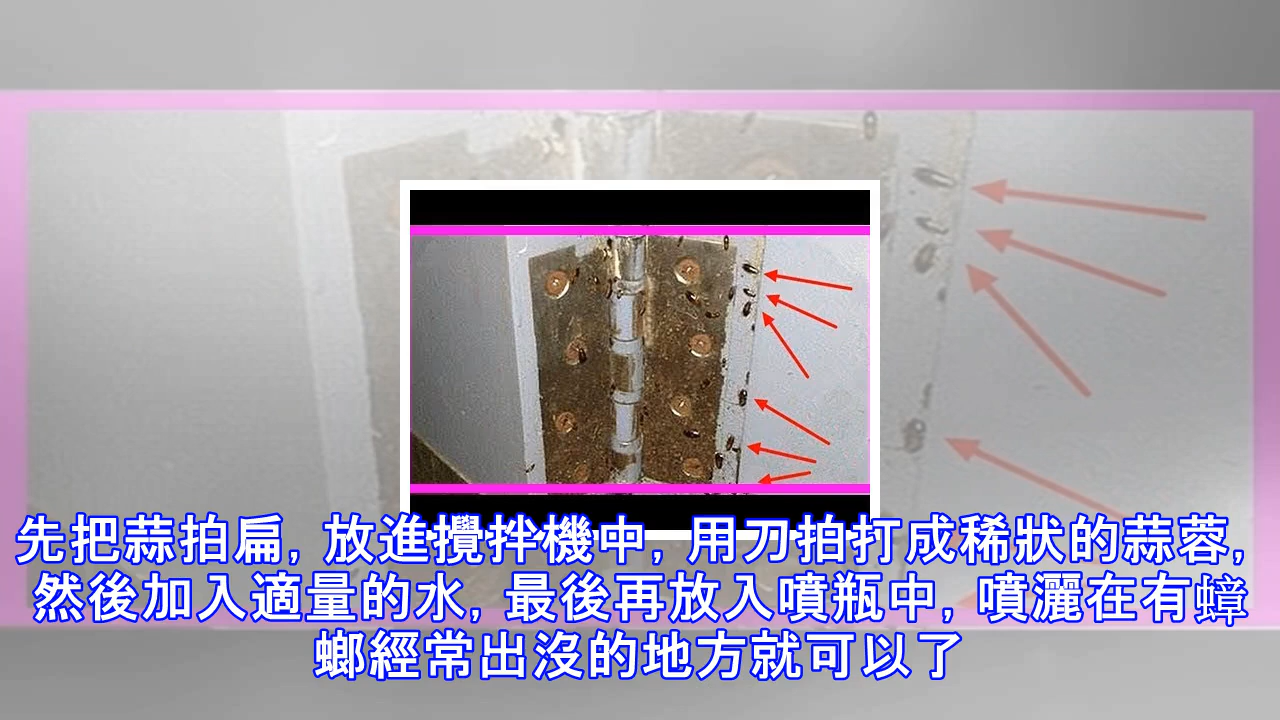 先把蒜拍扁, 放進攪拌機中, 用刀拍打成稀狀的蒜蓉,
然後加入適量的水, 最後再放入噴瓶中, 噴灑在有蟑
螂經常出沒的地方就可以了